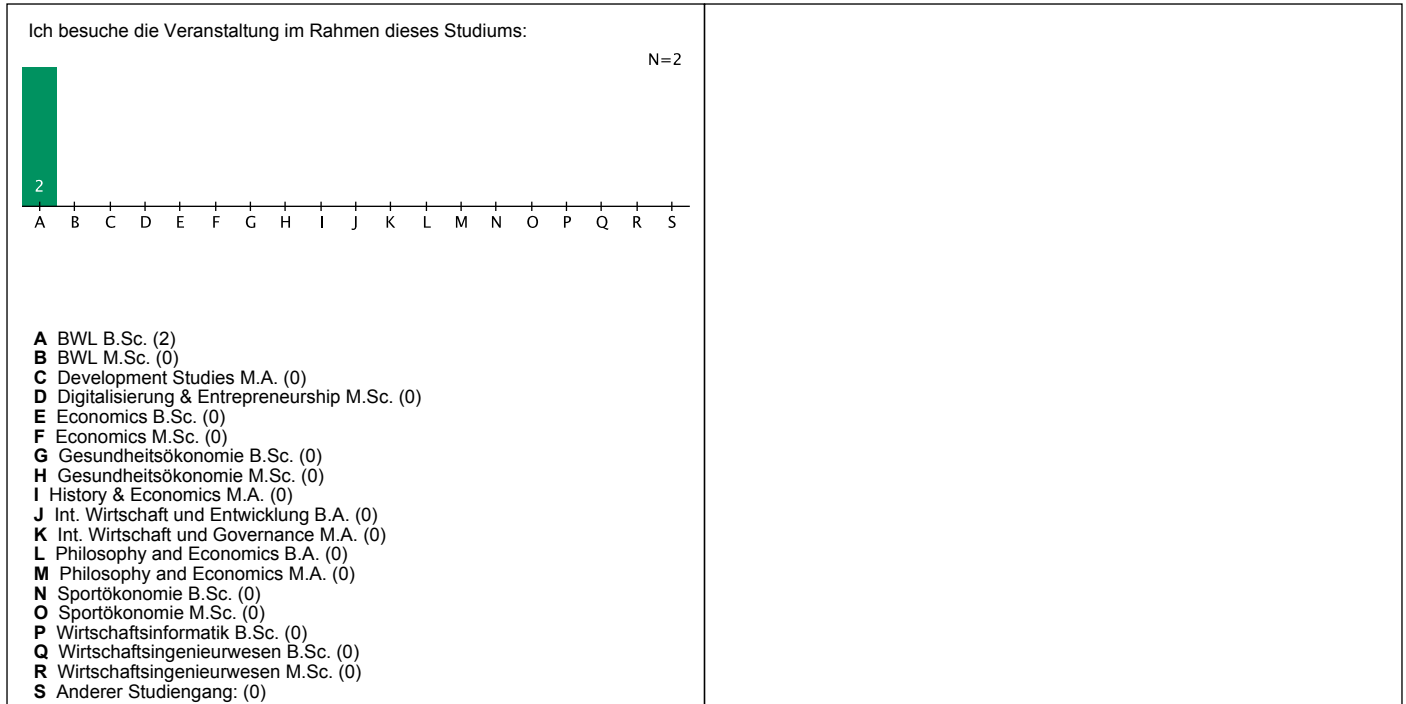 Ich besuche die Veranstaltung im Rahmen dieses Studiums:
N=2
2
A B C D E F G H I J K L M N O P Q R S
A BWL B.Sc. (2)
B BWL M.Sc. (0)
C Development Studies M.A. (0)
D Digitalisierung & Entrepreneurship M.Sc. (0)
E Economics B.Sc. (0)
F Economics M.Sc. (0)
G Gesundheitsökonomie B.Sc. (0)
H Gesundheitsökonomie M.Sc. (0)
I History & Economics M.A. (0)
J Int. Wirtschaft und Entwicklung B.A. (0)
K Int. Wirtschaft und Governance M.A. (0)
L Philosophy and Economics B.A. (0)
M Philosophy and Economics M.A. (0)
N Sportökonomie B.Sc. (0)
O Sportökonomie M.Sc. (0)
P Wirtschaftsinformatik B.Sc. (0)
Q Wirtschaftsingenieurwesen B.Sc. (0)
R Wirtschaftsingenieurwesen M.Sc. (0)
S Anderer Studiengang: (0)